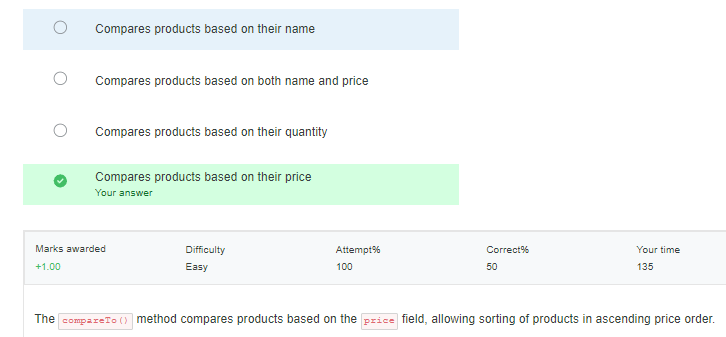 Compares products based on their name
Compares products based on both name and price
Compares products based on their quantity
Compares products based on their price
Your answer
Marks awarded Difficulty Attempt% Correct% Your time
+1.00 Easy 100 50 135
The compareTo() method compares products based on the price field, allowing sorting of products in ascending price order.